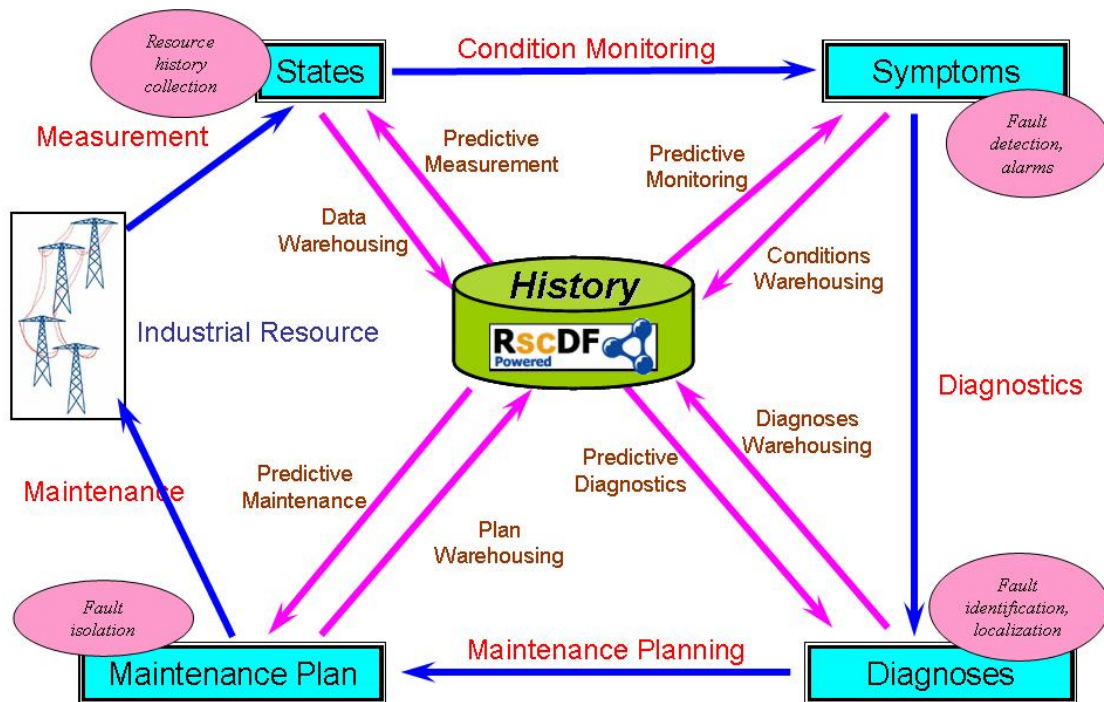 Resource
history
collection
States
Condition Monitoring
Symptoms
Fault
detection,
alarms
Measurement
Predictive
Measurement
Predictive
Monitoring
Data
Warehousing
Conditions
Warehousing
History
RscDF
Powered
Industrial Resource
Diagnostics
Diagnoses
Warehousing
Predictive
Maintenance
Predictive
Diagnostics
Maintenance
Plan
Warehousing
Fault
isolation
Fault
identification,
localization
Maintenance Planning
Maintenance Plan
Diagnoses